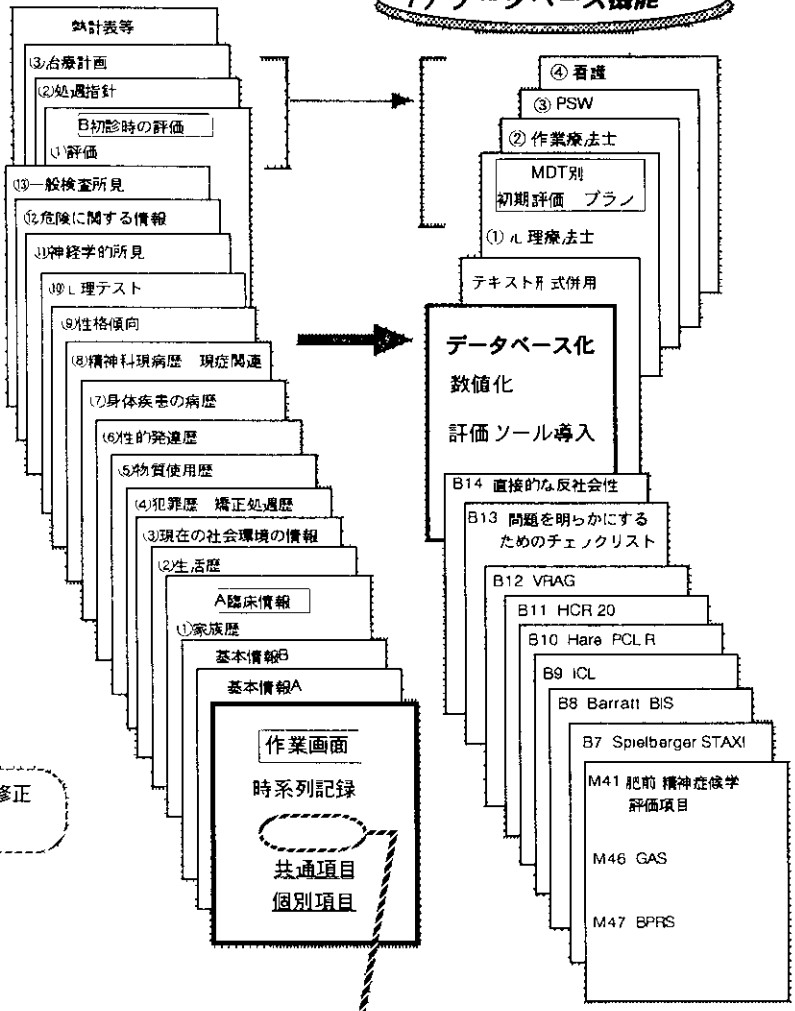 1) データベース機能
熱計表等
(3)治療計画
(2)処遇指針
B初診時の評価
(1)評価
⑬一般検査所見
⑫危険に関する情報
⑪神経学的所見
理テスト
(9)性格傾向
(8)精神科現病歴 現症関連
(7)身体疾患の病歴
(6)性的発達歴
(5)物質使用歴
(4)犯罪歴 矯正処遇歴
(3)現在の社会環境の情報
(2)生活歴
A臨床情報
①家族歴
基本情報B
基本情報A
作業画面
時系列記録
共通項目
個別項目
修正
④ 看護
③ PSW
② 作業療法士
MDT別
初期評価 プラン
① 心理療法士
テキスト形式併用
データベース化
数値化
評価ツール導入
B14 直接的な反社会性
B13 問題を明らかにする
ためのチェックリスト
B12 VRAG
B11 HCR 20
B10 Hare PCL R
B9 ICL
B8 Barratt BIS
B7 Spielberger STAXI
M41 肥前 精神症候学
評価項目
M46 GAS
M47 BPRS